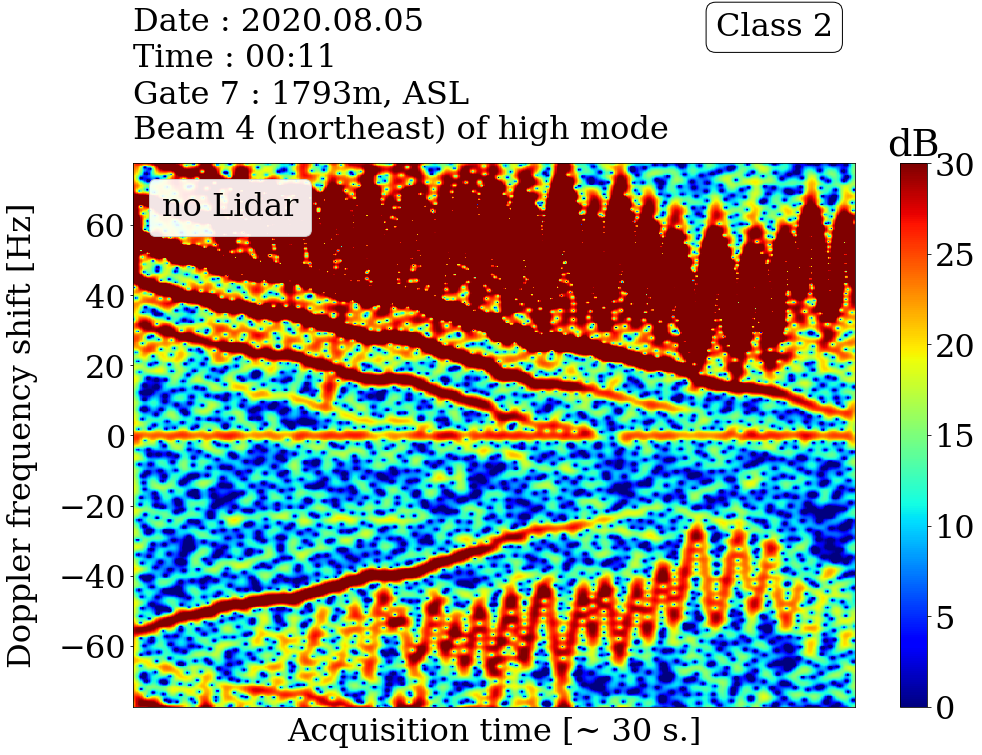 Date : 2020.08.05
Time : 00:11
Gate 7 : 1793m, ASL
Beam 4 (northeast) of high mode
Class 2
dB
no Lidar
Doppler frequency shift [Hz]
60
40
20
0
−20
−40
−60
30
25
20
15
10
5
0
Acquisition time [~ 30 s.]